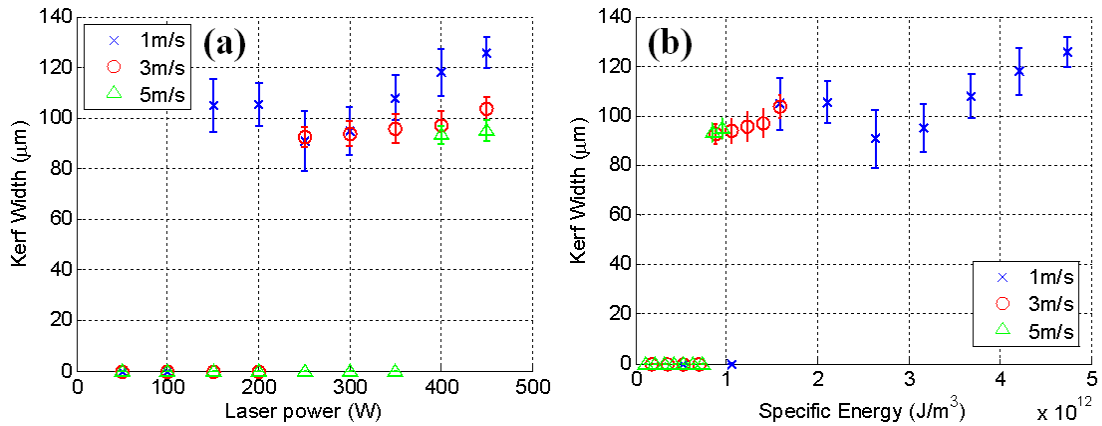 140
120
100
80
60
40
20
0
Kerf Width (μm)
(a)
1m/s
3m/s
5m/s
0 100 200 300 400 500
Laser power (W)
140
120
100
80
60
40
20
0
Kerf Width (μm)
(b)
1m/s
3m/s
5m/s
0 1 2 3 4 5
Specific Energy (J/m³)
x 10¹²